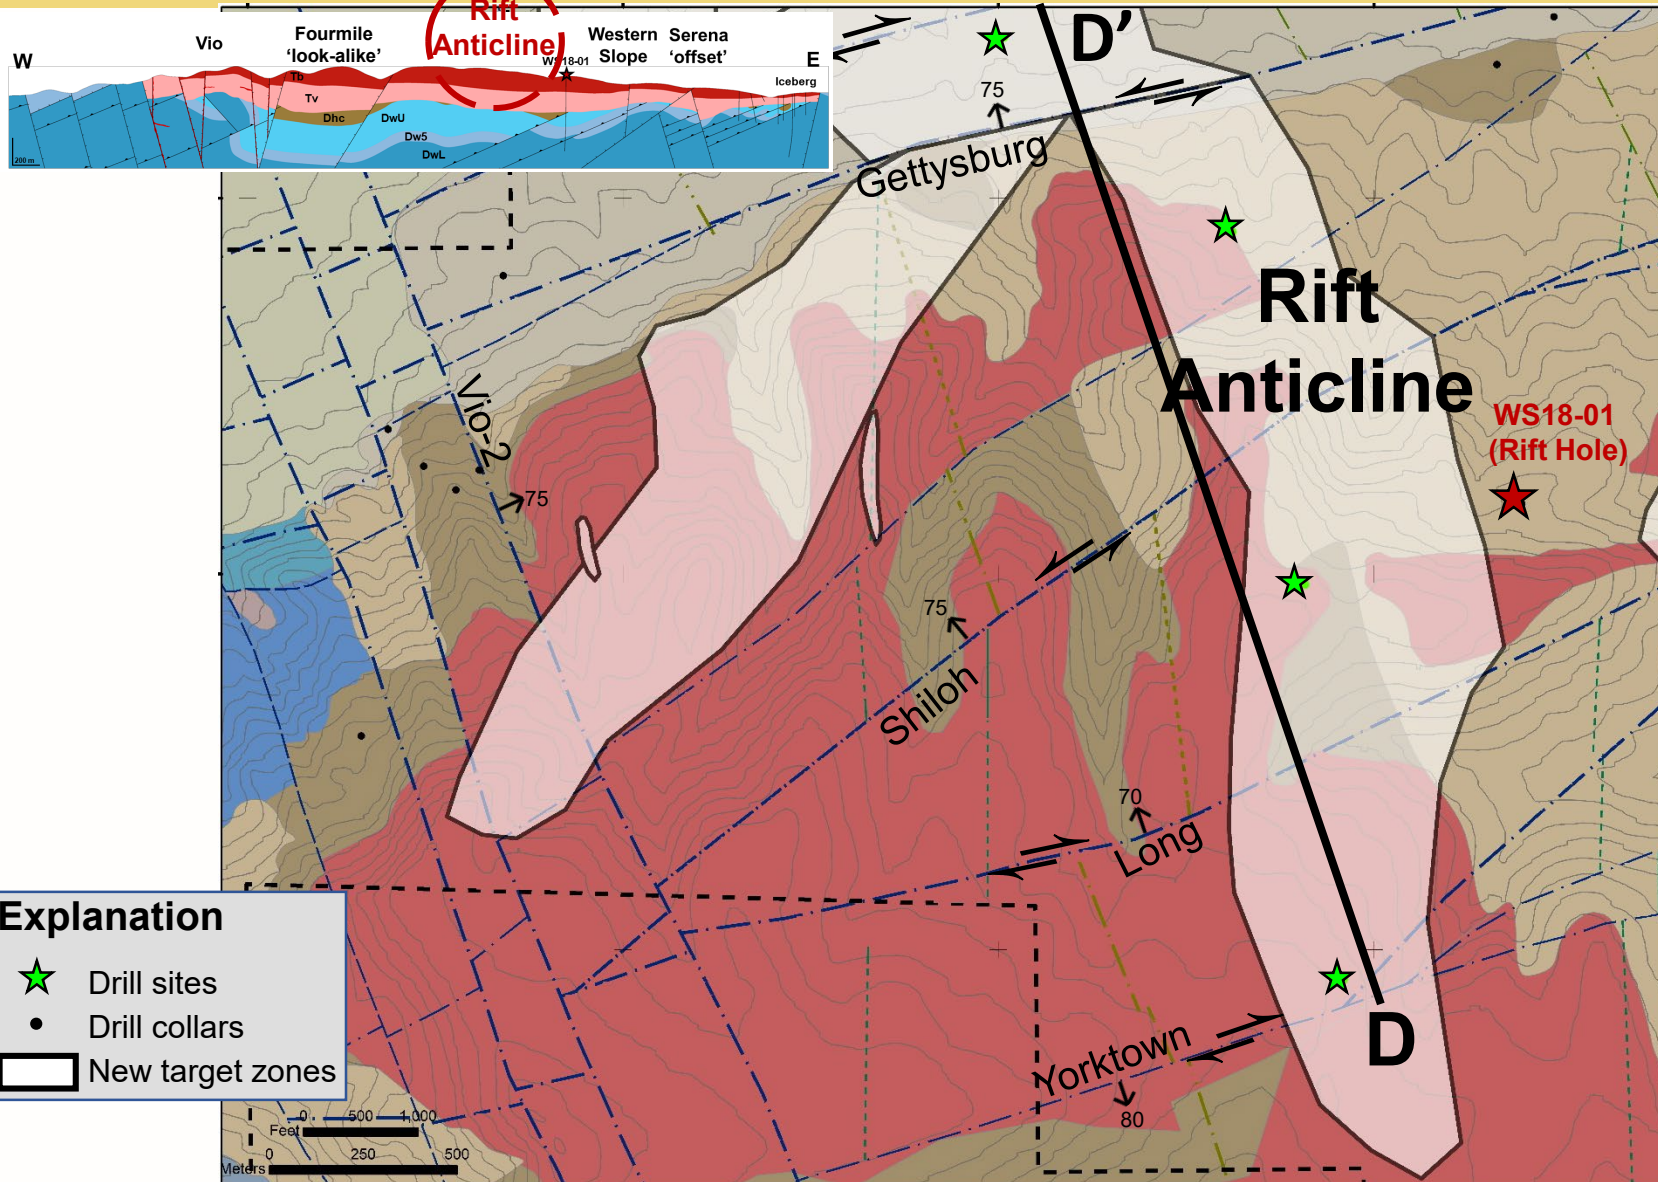 Rift
Anticline
W
Vio
Fourmile
'look-alike'
Western
Slope
Serena
'offset'
E
WS18-01
Iceberg
Tb
Tv
Dhc
DwU
Dw5
DwL
200 m
D'
75
Gettysburg
Rift
Anticline
WS18-01
(Rift Hole)
Vio-2
75
75
Shiloh
70
Long
Yorktown
80
D
Explanation
Drill sites
Drill collars
New target zones
0 500 1,000
Feet
0 250 500
Meters